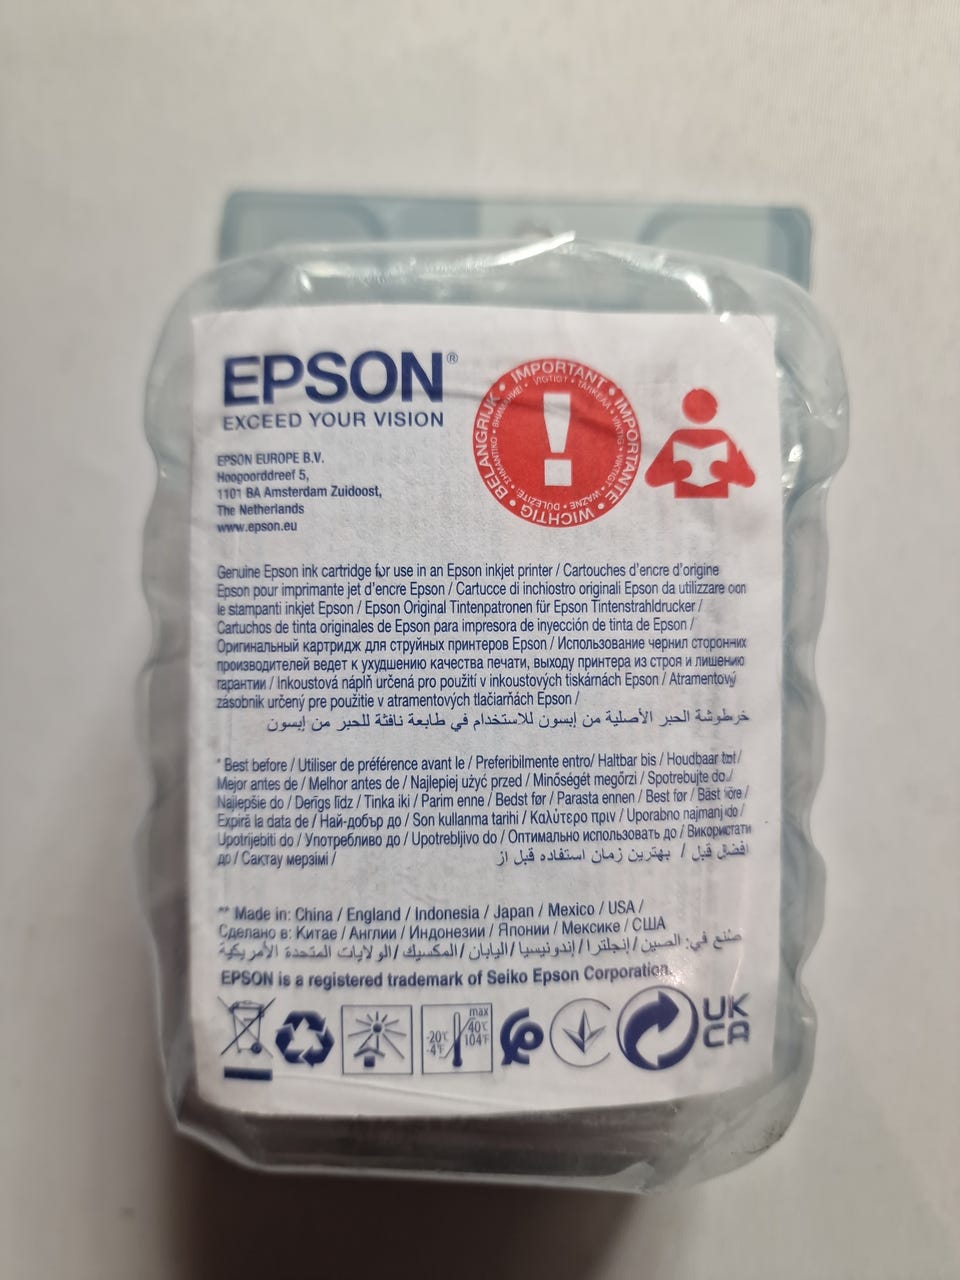 EPSON®
EXCEED YOUR VISION
EPSON EUROPE B.V.
Hoogoorddreef 5,
1101 BA Amsterdam Zuidoost,
The Netherlands
www.epson.eu
• IMPORTANT • IMPORTANTE • WICHTIG • BELANGRIJK
ВНИМАНИЕ! • VIGTIGT • TÄRKEÄÄ • VIKTIG • VIKTIGT • WAŻNE • DŮLEŽITÉ • ΣΗΜΑΝΤΙΚΟ •
Genuine Epson ink cartridge for use in an Epson inkjet printer / Cartouches d'encre d'origine
Epson pour imprimante jet d'encre Epson / Cartucce di inchiostro originali Epson da utilizzare con
le stampanti inkjet Epson / Epson Original Tintenpatronen für Epson Tintenstrahldrucker /
Cartuchos de tinta originales de Epson para impresora de inyección de tinta de Epson /
Оригинальный картридж для струйных принтеров Epson / Использование чернил сторонних
производителей ведет к ухудшению качества печати, выходу принтера из строя и лишению
гарантии / Inkoustová náplň určená pro použití v inkoustových tiskárnách Epson / Atramentový
zásobník určený pre použitie v atramentových tlačiarňách Epson /
خرطوشة الحبر الأصلية من إبسون للاستخدام في طابعة نافثة للحبر من إبسون
* Best before / Utiliser de préférence avant le / Preferibilmente entro/ Haltbar bis / Houdbaar tot/
Mejor antes de / Melhor antes de / Najlepiej użyć przed / Minőségét megőrzi / Spotrebujte do./
Najlepšie do / Derīgs līdz / Tinka iki / Parim enne / Bedst før / Parasta ennen / Best før / Bäst före /
Expiră la data de / Най-добър до / Son kullanma tarihi / Καλύτερο πριν / Uporabno najmanj do /
Upotrijebiti do / Употребливо до / Upotrebljivo do / Оптимально использовать до / Використати
до / Сақтау мерзімі / افضل قبل / بهترین زمان استفاده قبل از
** Made in: China / England / Indonesia / Japan / Mexico / USA /
Сделано в: Китае / Англии / Индонезии / Японии / Мексике / США
صُنع في: الصين/إنجلترا/إندونيسيا/اليابان/المكسيك/الولايات المتحدة الأمريكية
EPSON is a registered trademark of Seiko Epson Corporation.
-20°C
-4°F
max
40°C
104°F
UK
CA